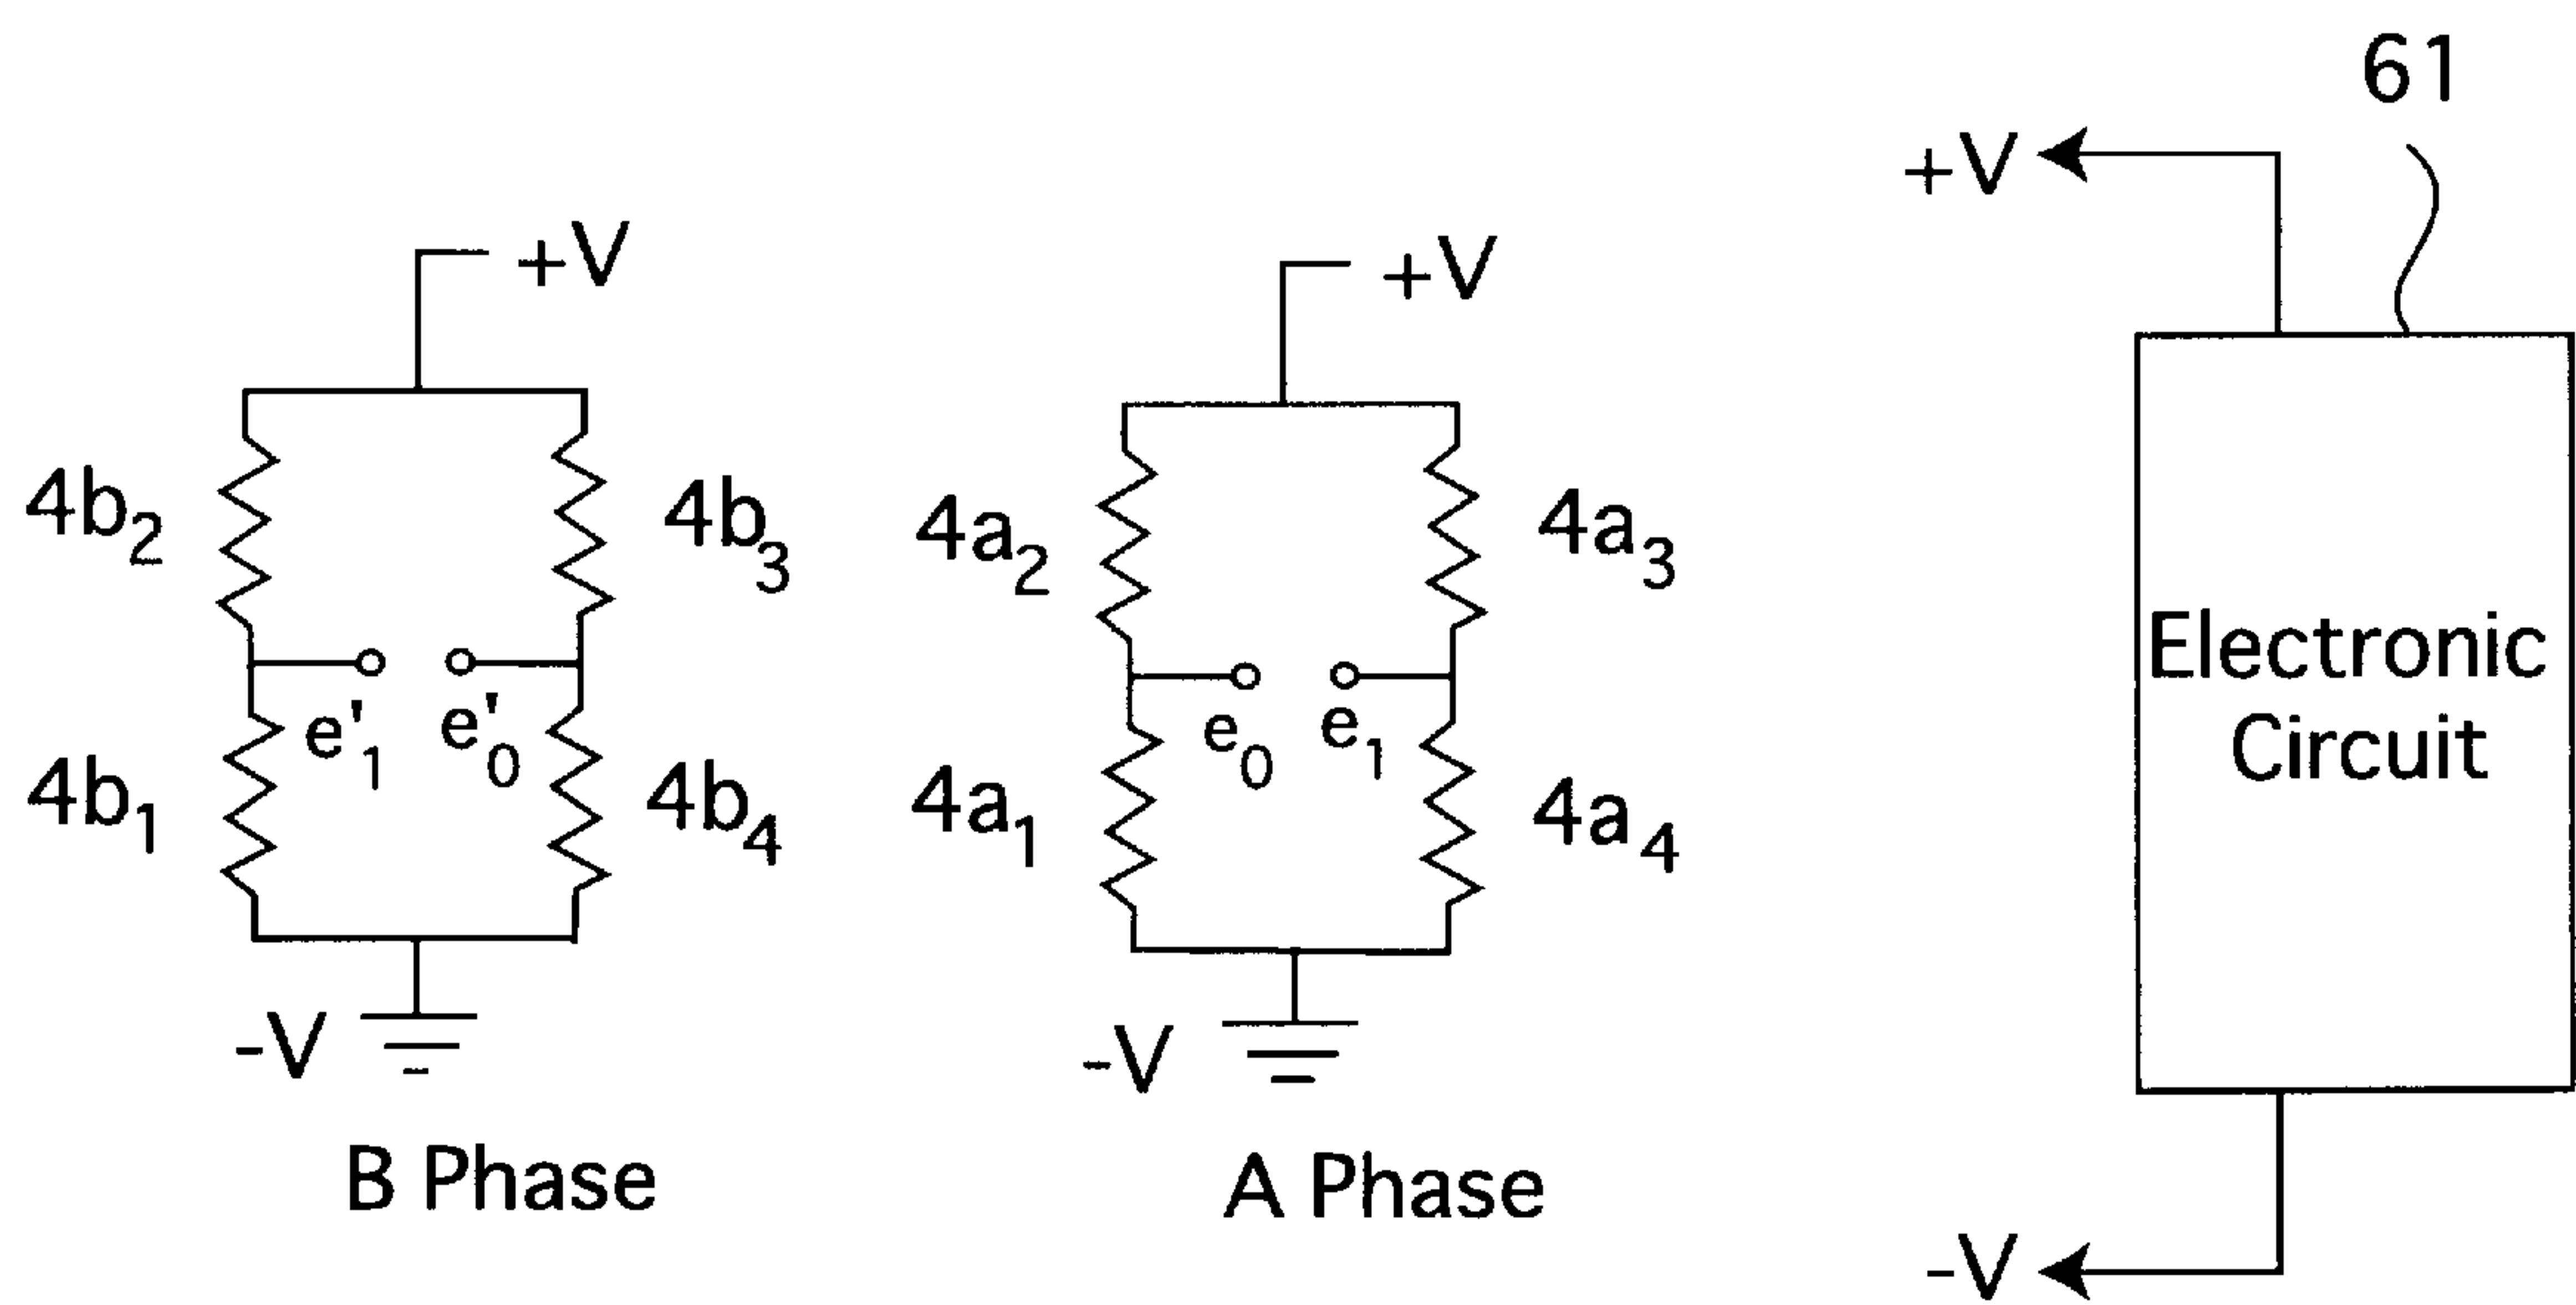 61
+V
+V
+V
4b2
4b3
4a2
4a3
e'1
e'0
e0
e1
4b1
4b4
4a1
4a4
Electronic
Circuit
-V
-V
-V
B Phase
A Phase